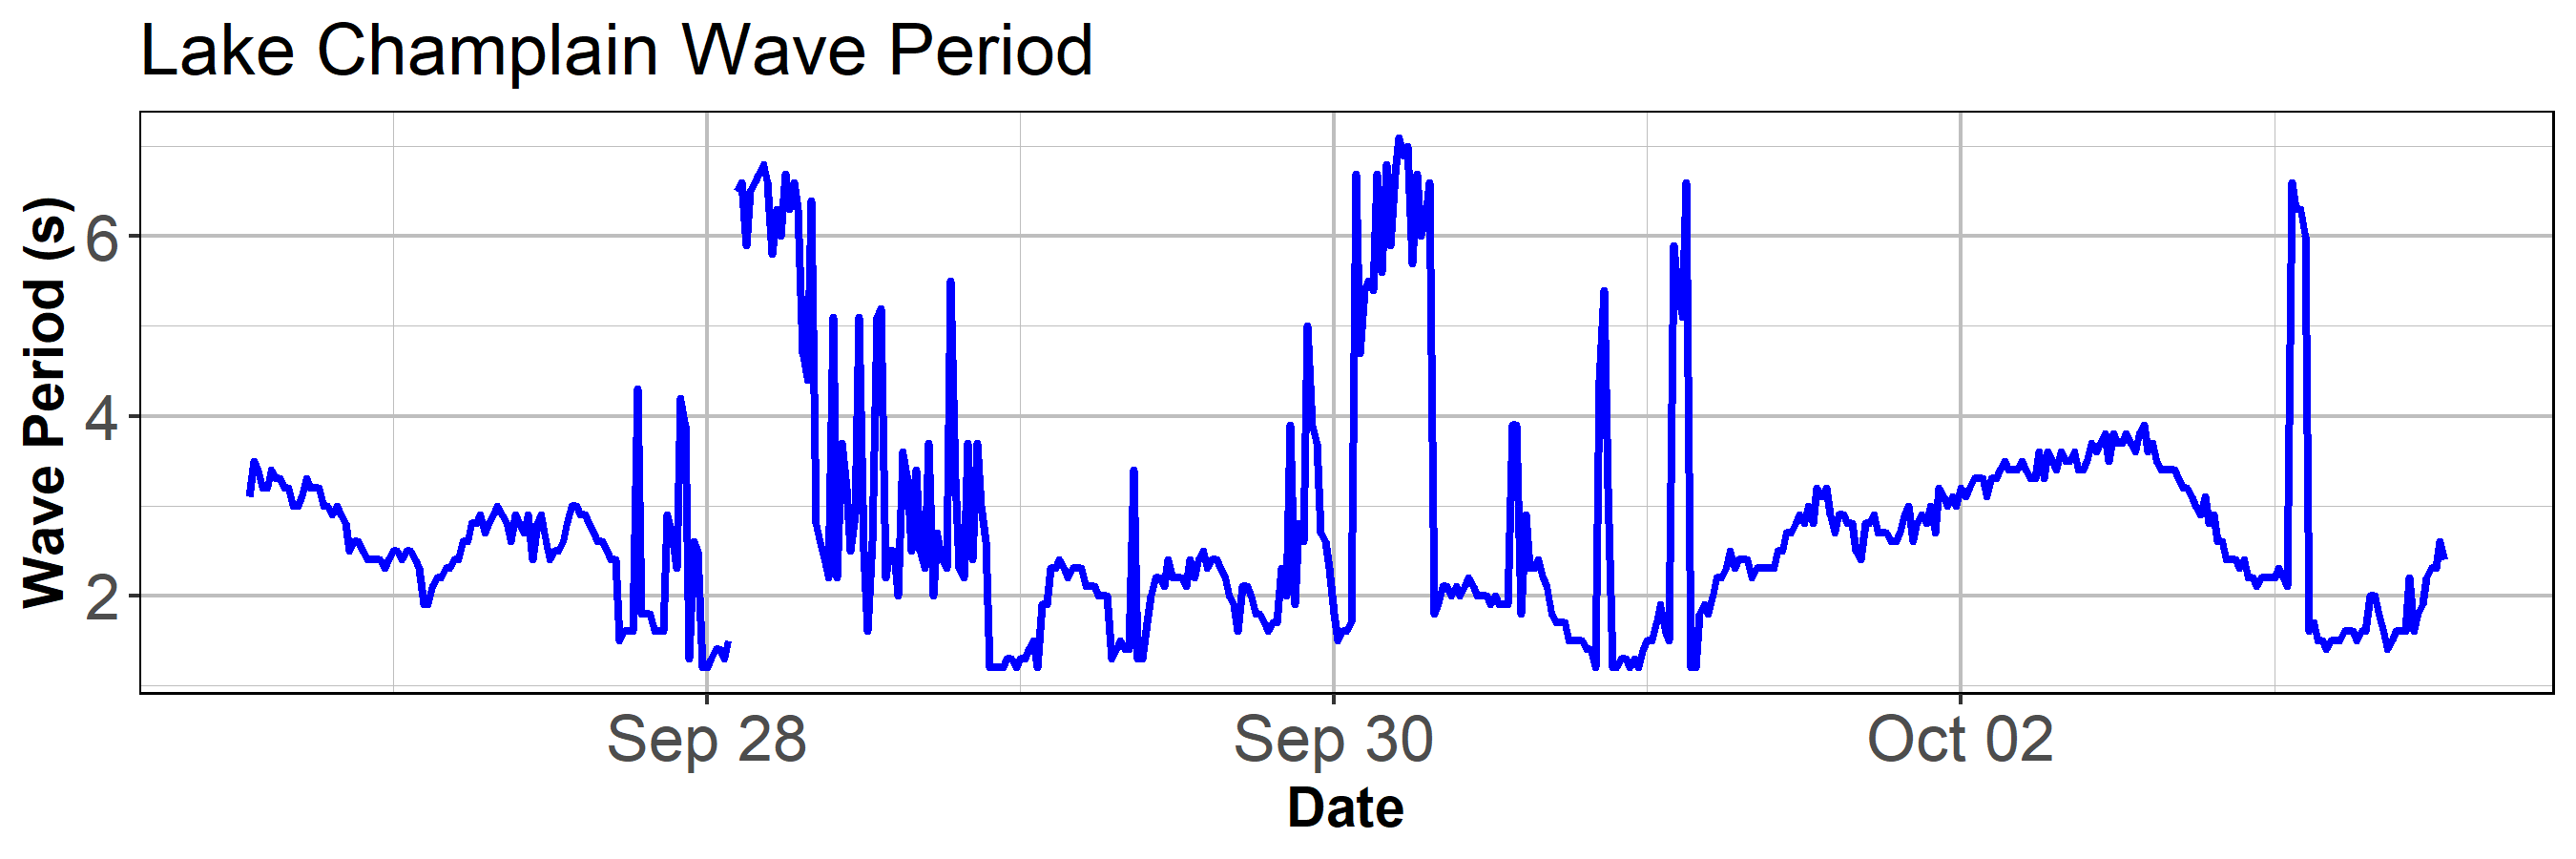 Lake Champlain Wave Period
Wave Period (s)
6
4
2
Sep 28
Sep 30
Oct 02
Date